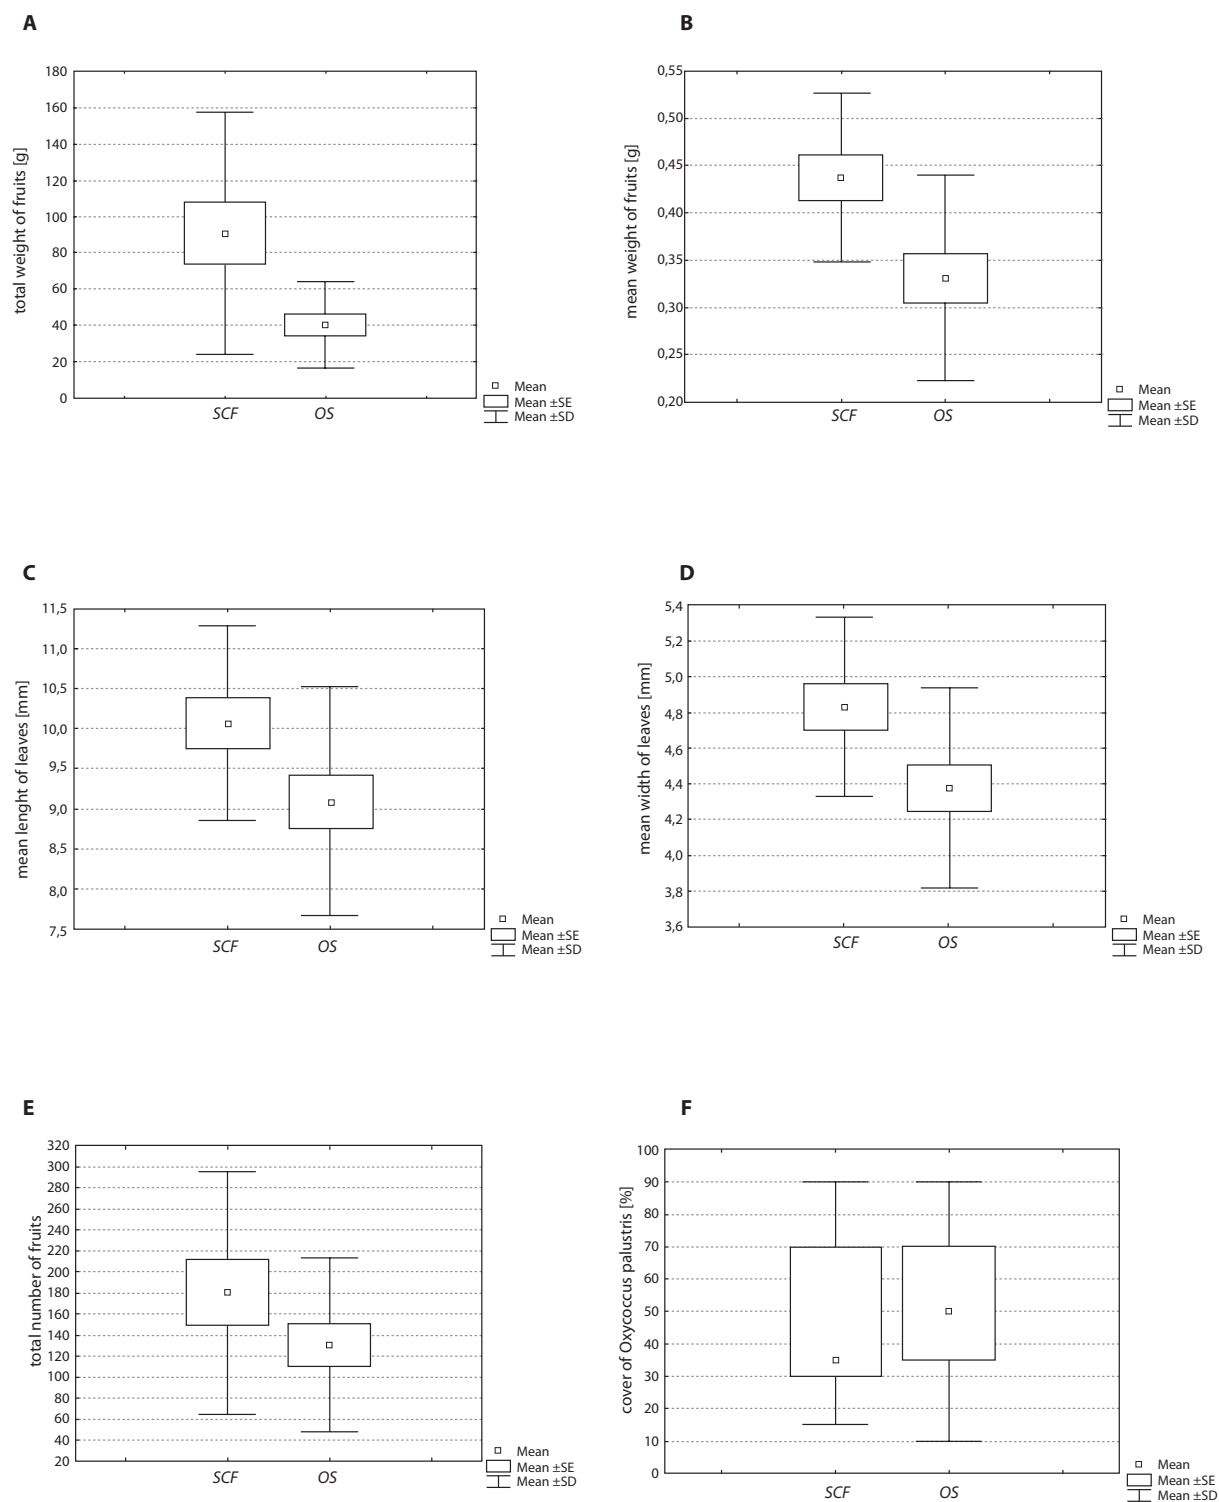 A
total weight of fruits [g]
180
160
140
120
100
80
60
40
20
0
SCF OS
Mean
Mean ±SE
Mean ±SD
B
mean weight of fruits [g]
0,55
0,50
0,45
0,40
0,35
0,30
0,25
0,20
SCF OS
Mean
Mean ±SE
Mean ±SD
C
mean lenght of leaves [mm]
11,5
11,0
10,5
10,0
9,5
9,0
8,5
8,0
7,5
SCF OS
Mean
Mean ±SE
Mean ±SD
D
mean width of leaves [mm]
5,4
5,2
5,0
4,8
4,6
4,4
4,2
4,0
3,8
3,6
SCF OS
Mean
Mean ±SE
Mean ±SD
E
total number of fruits
320
300
280
260
240
220
200
180
160
140
120
100
80
60
40
20
SCF OS
Mean
Mean ±SE
Mean ±SD
F
cover of Oxycoccus palustris [%]
100
90
80
70
60
50
40
30
20
10
0
SCF OS
Mean
Mean ±SE
Mean ±SD